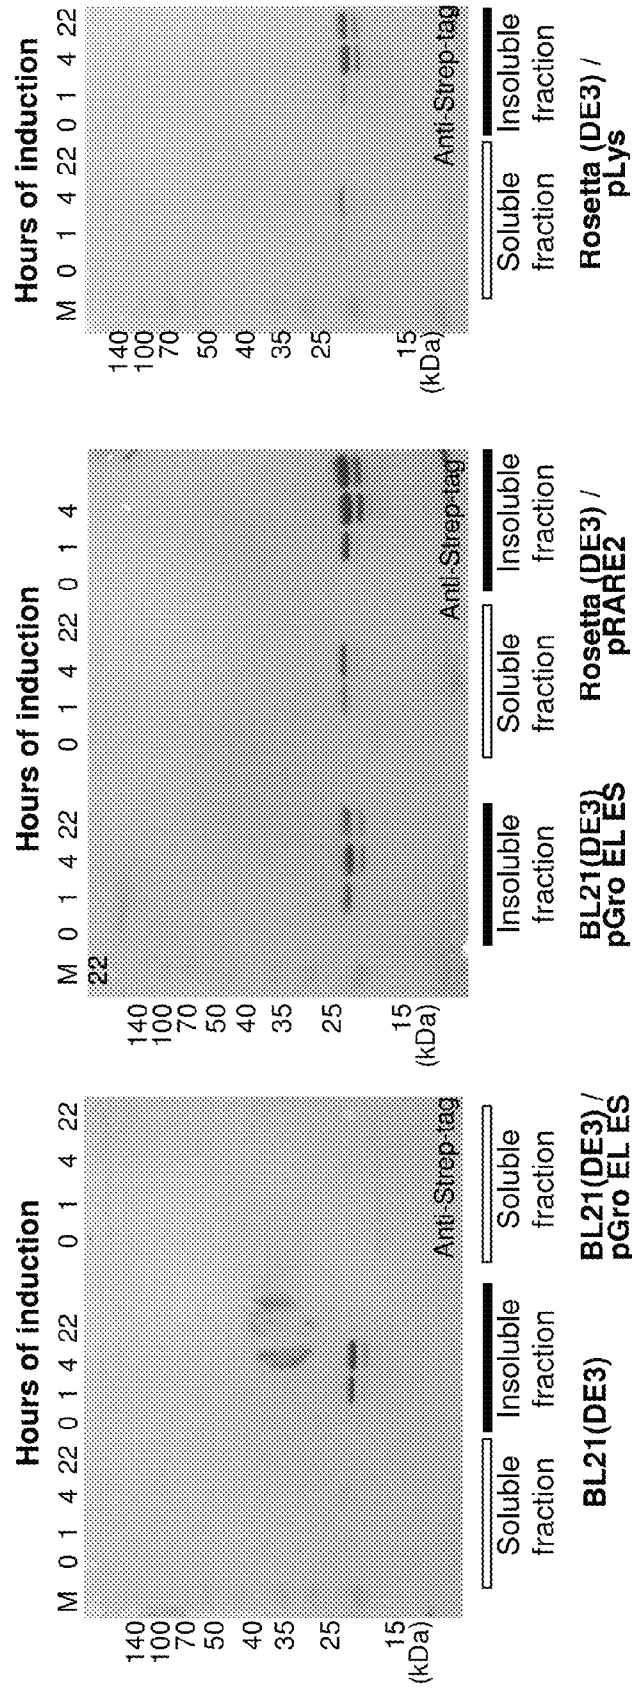 Hours of induction
M 0 1 4 22 0 1 4 22 0 1 4 22
140
100
70
50
40
35
25
15
(kDa)
Anti-Strep-tag
Soluble fraction
Insoluble fraction
Soluble fraction
BL21(DE3)
BL21(DE3) /
pGro EL ES
Hours of induction
M 0 1 4 22 0 1 4 22 0 1 4
22
140
100
70
50
40
35
25
15
(kDa)
Anti-Strep-tag
Insoluble fraction
Soluble fraction
Insoluble fraction
BL21(DE3)
pGro EL ES
Rosetta (DE3) /
pRARE2
Hours of induction
M 0 1 4 22 0 1 4 22
140
100
70
50
40
35
25
15
(kDa)
Anti-Strep-tag
Soluble fraction
Insoluble fraction
Rosetta (DE3) /
pLys